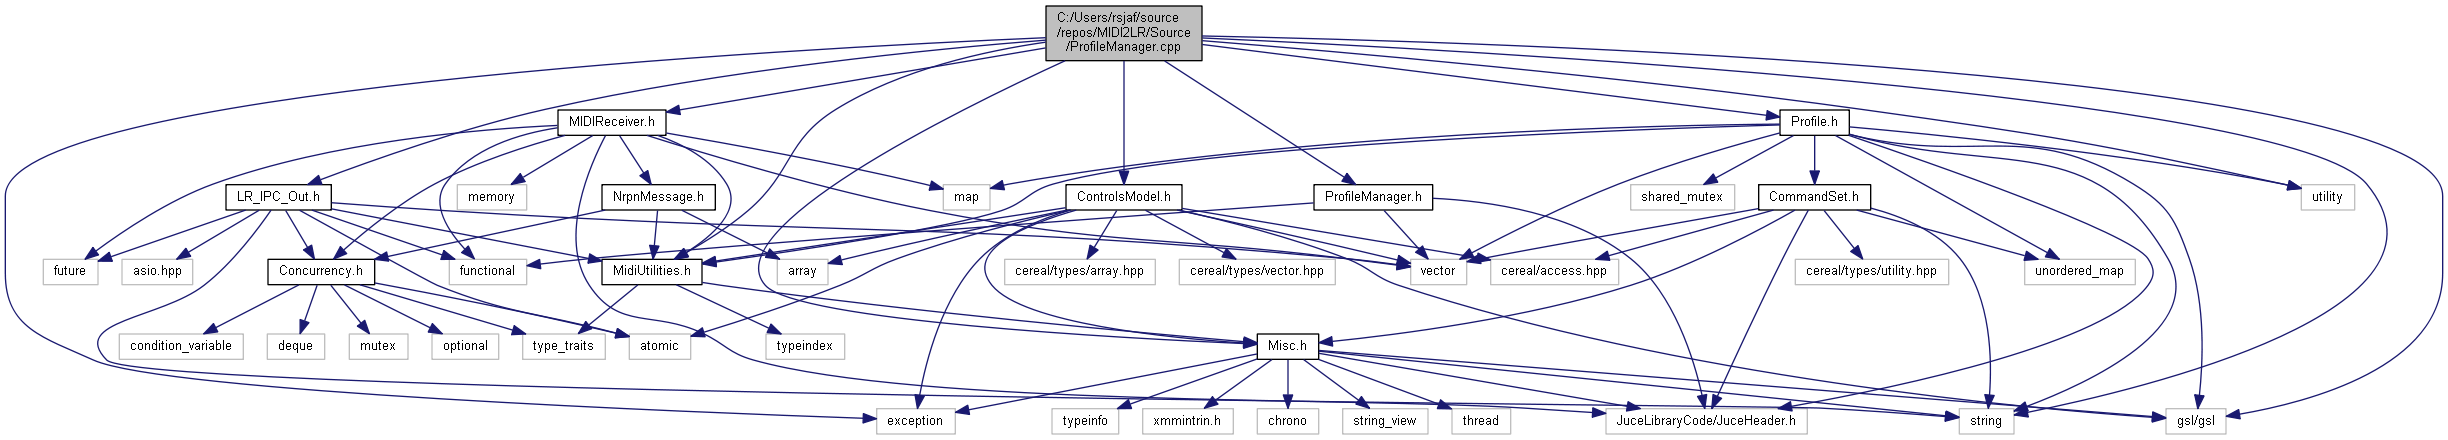 C:/Users/rsjaf/source
/repos/MIDI2LR/Source
/ProfileManager.cpp
MIDIReceiver.h
Profile.h
LR_IPC_Out.h
memory
NrpnMessage.h
map
ControlsModel.h
ProfileManager.h
shared_mutex
CommandSet.h
utility
future
asio.hpp
Concurrency.h
functional
MidiUtilities.h
array
cereal/types/array.hpp
cereal/types/vector.hpp
vector
cereal/access.hpp
cereal/types/utility.hpp
unordered_map
condition_variable
deque
mutex
optional
type_traits
atomic
typeindex
Misc.h
exception
typeinfo
xmmintrin.h
chrono
string_view
thread
JuceLibraryCode/JuceHeader.h
string
gsl/gsl